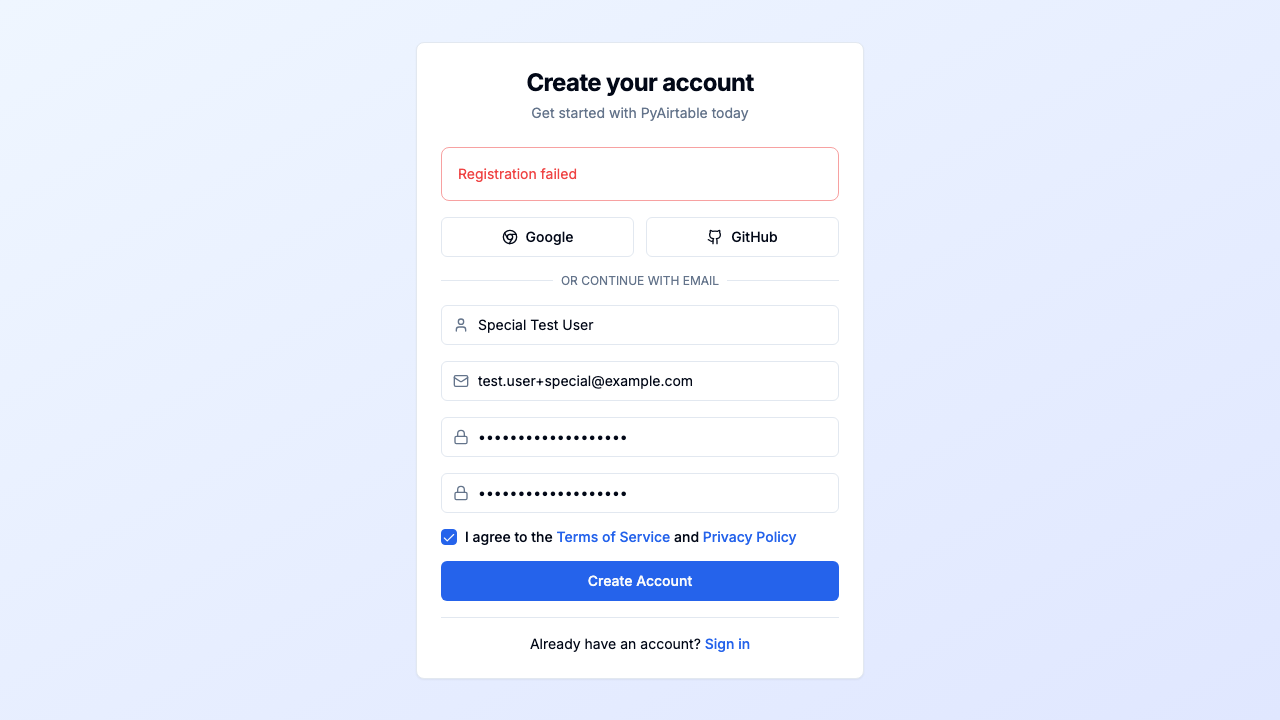 Create your account
Get started with PyAirtable today
Registration failed
Google
GitHub
OR CONTINUE WITH EMAIL
Special Test User
test.user+special@example.com
•••••••••••••••••••
•••••••••••••••••••
I agree to the Terms of Service and Privacy Policy
Create Account
Already have an account? Sign in